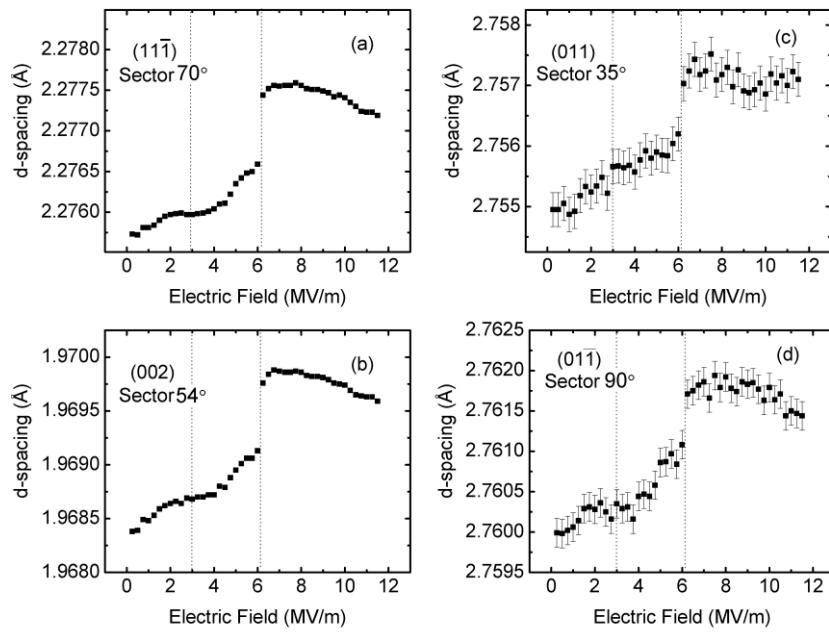 (111̄)
Sector 70°
(a)
2.2780
2.2775
2.2770
2.2765
2.2760
d-spacing (Å)
0 2 4 6 8 10 12
Electric Field (MV/m)
(011)
Sector 35°
(c)
2.758
2.757
2.756
2.755
d-spacing (Å)
0 2 4 6 8 10 12
Electric Field (MV/m)
(002)
Sector 54°
(b)
1.9700
1.9695
1.9690
1.9685
1.9680
d-spacing (Å)
0 2 4 6 8 10 12
Electric Field (MV/m)
(011̄)
Sector 90°
(d)
2.7625
2.7620
2.7615
2.7610
2.7605
2.7600
2.7595
d-spacing (Å)
0 2 4 6 8 10 12
Electric Field (MV/m)